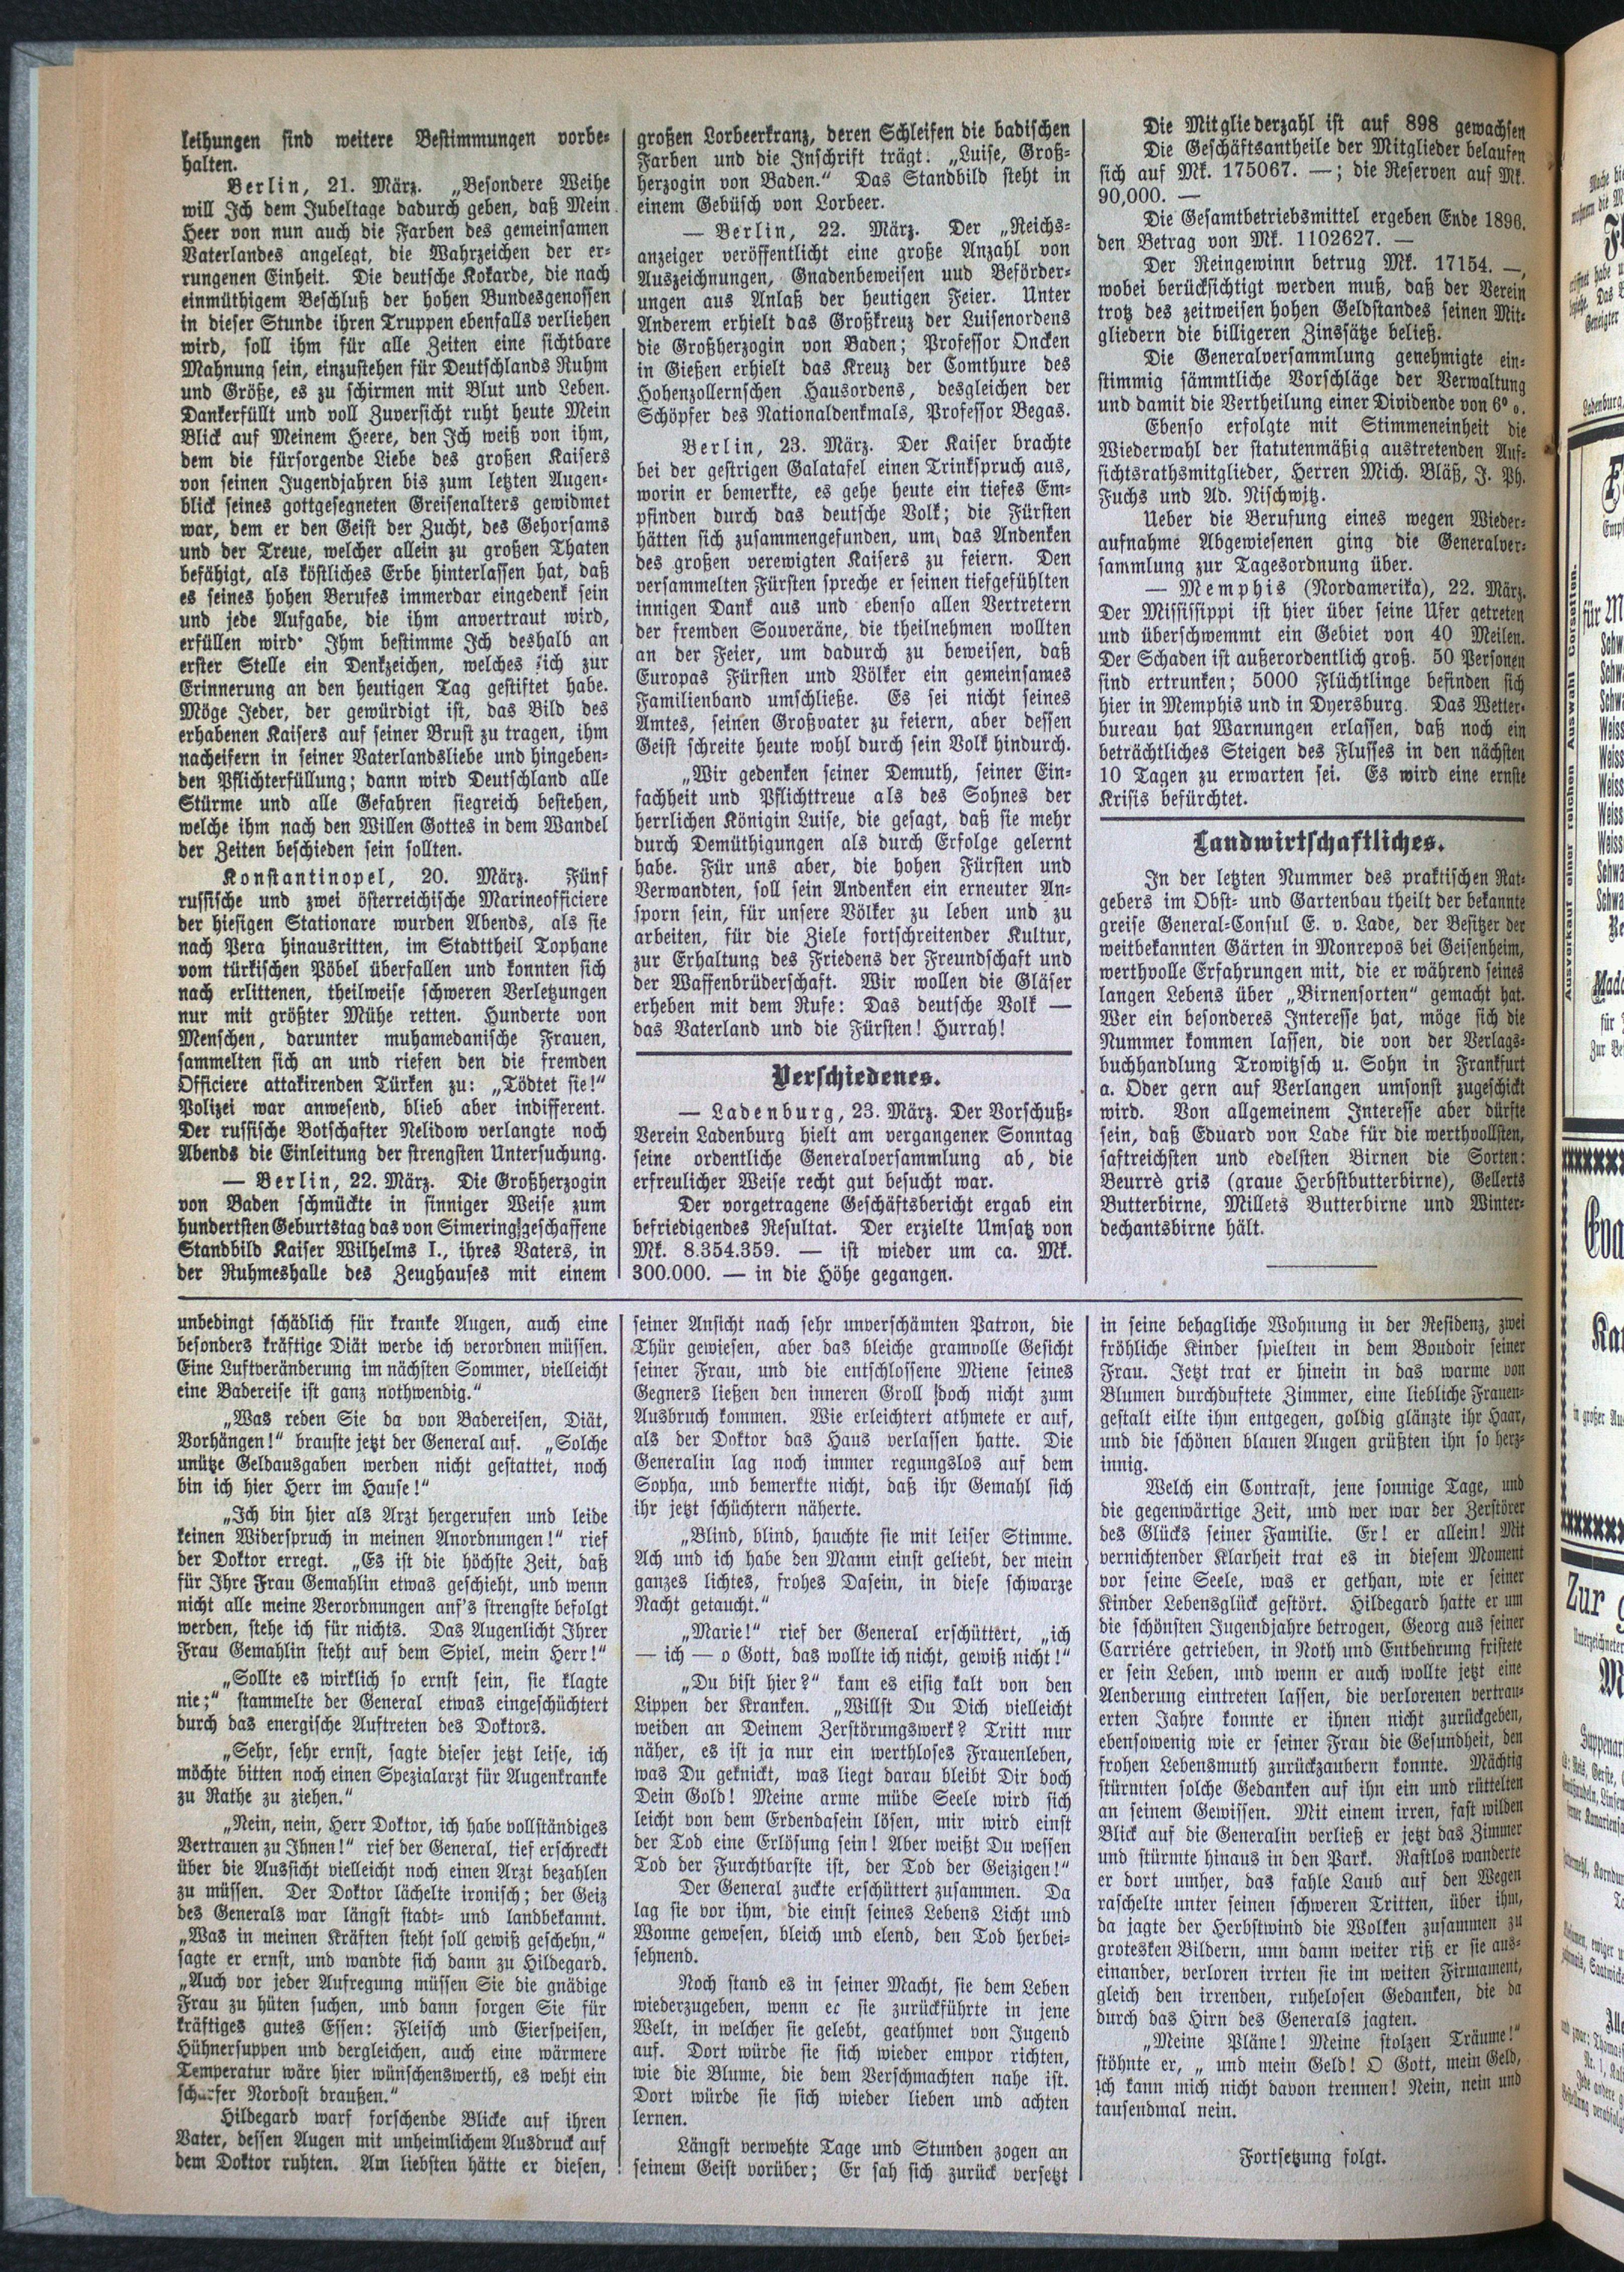 leihungen sind weitere Bestimmungen vorbe-
halten.
Berlin, 21. März. „Besondere Weihe
will Ich dem Jubeltage dadurch geben, daß Mein
Heer von nun auch die Farben des gemeinsamen
Vaterlandes angelegt, die Wahrzeichen der er-
rungenen Einheit. Die deutsche Kokarde, die nach
einmüthigem Beschluß der hohen Bundesgenossen
in dieser Stunde ihren Truppen ebenfalls verliehen
wird, soll ihm für alle Zeiten eine sichtbare
Mahnung sein, einzustehen für Deutschlands Ruhm
und Größe, es zu schirmen mit Blut und Leben.
Dankerfüllt und voll Zuversicht ruht heute Mein
Blick auf Meinem Heere, den Ich weiß von ihm,
dem die fürsorgende Liebe des großen Kaisers
von seinen Jugendjahren bis zum letzten Augen-
blick seines gottgesegneten Greisenalters gewidmet
war, dem er den Geist der Zucht, des Gehorsams
und der Treue, welcher allein zu großen Thaten
befähigt, als köstliches Erbe hinterlassen hat, daß
es seines hohen Berufes immerdar eingedenk sein
und jede Aufgabe, die ihm anvertraut wird,
erfüllen wird· Ihm bestimme Ich deshalb an
erster Stelle ein Denkzeichen, welches sich zur
Erinnerung an den heutigen Tag gestiftet habe.
Möge Jeder, der gewürdigt ist, das Bild des
erhabenen Kaisers auf seiner Brust zu tragen, ihm
nacheifern in seiner Vaterlandsliebe und hingeben-
den Pflichterfüllung; dann wird Deutschland alle
Stürme und alle Gefahren siegreich bestehen,
welche ihm nach den Willen Gottes in dem Wandel
der Zeiten beschieden sein sollten.
Konstantinopel, 20. März. Fünf
russische und zwei österreichische Marineofficiere
der hiesigen Stationare wurden Abends, als sie
nach Pera hinausritten, im Stadttheil Tophane
vom türkischen Pöbel überfallen und konnten sich
nach erlittenen, theilweise schweren Verletzungen
nur mit größter Mühe retten. Hunderte von
Menschen, darunter muhamedanische Frauen,
sammelten sich an und riefen den die fremden
Officiere attakirenden Türken zu: „Tödtet sie!“
Polizei war anwesend, blieb aber indifferent.
Der russische Botschafter Nelidow verlangte noch
Abends die Einleitung der strengsten Untersuchung.
— Berlin, 22. März. Die Großherzogin
von Baden schmückte in sinniger Weise zum
hundertsten Geburtstag das von Simering geschaffene
Standbild Kaiser Wilhelms I., ihres Vaters, in
der Ruhmeshalle des Zeughauses mit einem
großen Lorbeerkranz, deren Schleifen die badischen
Farben und die Inschrift trägt: „Luise, Groß-
herzogin von Baden.“ Das Standbild steht in
einem Gebüsch von Lorbeer.
— Berlin, 22. März. Der „Reichs-
anzeiger veröffentlicht eine große Anzahl von
Auszeichnungen, Gnadenbeweisen und Beförder-
ungen aus Anlaß der heutigen Feier. Unter
Anderem erhielt das Großkreuz der Luisenordens
die Großherzogin von Baden; Professor Oncken
in Gießen erhielt das Kreuz der Comthure des
Hohenzollernschen Hausordens, desgleichen der
Schöpfer des Nationaldenkmals, Professor Begas.
Berlin, 23. März. Der Kaiser brachte
bei der gestrigen Galatafel einen Trinkspruch aus,
worin er bemerkte, es gehe heute ein tiefes Em-
pfinden durch das deutsche Volk; die Fürsten
hätten sich zusammengefunden, um, das Andenken
des großen verewigten Kaisers zu feiern. Den
versammelten Fürsten spreche er seinen tiefgefühlten
innigen Dank aus und ebenso allen Vertretern
der fremden Souveräne, die theilnehmen wollten
an der Feier, um dadurch zu beweisen, daß
Europas Fürsten und Völker ein gemeinsames
Familienband umschließe. Es sei nicht seines
Amtes, seinen Großvater zu feiern, aber dessen
Geist schreite heute wohl durch sein Volk hindurch.
„Wir gedenken seiner Demuth, seiner Ein-
fachheit und Pflichttreue als des Sohnes der
herrlichen Königin Luise, die gesagt, daß sie mehr
durch Demüthigungen als durch Erfolge gelernt
habe. Für uns aber, die hohen Fürsten und
Verwandten, soll sein Andenken ein erneuter An-
sporn sein, für unsere Völker zu leben und zu
arbeiten, für die Ziele fortschreitender Kultur,
zur Erhaltung des Friedens der Freundschaft und
der Waffenbrüderschaft. Wir wollen die Gläser
erheben mit dem Rufe: Das deutsche Volk —
das Vaterland und die Fürsten! Hurrah!
Verschiedenes.
— Ladenburg, 23. März. Der Vorschuß-
Verein Ladenburg hielt am vergangenen Sonntag
seine ordentliche Generalversammlung ab, die
erfreulicher Weise recht gut besucht war.
Der vorgetragene Geschäftsbericht ergab ein
befriedigendes Resultat. Der erzielte Umsatz von
Mk. 8.354.359. — ist wieder um ca. Mk.
300.000. — in die Höhe gegangen.
Die Mitgliederzahl ist auf 898 gewachsen
Die Geschäftsantheile der Mitglieder belaufen
sich auf Mk. 175067. —; die Reserven auf Mk.
90,000. —
Die Gesamtbetriebsmittel ergeben Ende 1896.
den Betrag von Mk. 1102627. —
Der Reingewinn betrug Mk. 17154. —,
wobei berücksichtigt werden muß, daß der Verein
trotz des zeitweisen hohen Geldstandes seinen Mit-
gliedern die billigeren Zinssätze beließ.
Die Generalversammlung genehmigte ein-
stimmig sämmtliche Vorschläge der Verwaltung
und damit die Vertheilung einer Dividende von 6%.
Ebenso erfolgte mit Stimmeneinheit die
Wiederwahl der statutenmäßig austretenden Auf-
sichtsrathsmitglieder, Herren Mich. Bläß, J. Ph.
Fuchs und Ad. Nischwitz.
Ueber die Berufung eines wegen Wieder-
aufnahme Abgewiesenen ging die Generalver-
sammlung zur Tagesordnung über.
— Memphis (Nordamerika), 22. März.
Der Mississippi ist hier über seine Ufer getreten
und überschwemmt ein Gebiet von 40 Meilen.
Der Schaden ist außerordentlich groß. 50 Personen
sind ertrunken; 5000 Flüchtlinge befinden sich
hier in Memphis und in Dyersburg. Das Wetter-
bureau hat Warnungen erlassen, daß noch ein
beträchtliches Steigen des Flusses in den nächsten
10 Tagen zu erwarten sei. Es wird eine ernste
Krisis befürchtet.
Landwirtschaftliches.
In der letzten Nummer des praktischen Rat-
gebers im Obst- und Gartenbau theilt der bekannte
greise General-Consul E. v. Lade, der Besitzer der
weitbekannten Gärten in Monrepos bei Geisenheim,
werthvolle Erfahrungen mit, die er während seines
langen Lebens über „Birnensorten“ gemacht hat.
Wer ein besonderes Interesse hat, möge sich die
Nummer kommen lassen, die von der Verlags-
buchhandlung Trowitzsch u. Sohn in Frankfurt
a. Oder gern auf Verlangen umsonst zugeschickt
wird. Von allgemeinem Interesse aber dürfte
sein, daß Eduard von Lade für die werthvollsten,
saftreichsten und edelsten Birnen die Sorten:
Beurrè gris (graue Herbstbutterbirne), Gellerts
Butterbirne, Millets Butterbirne und Winter-
dechantsbirne hält.
unbedingt schädlich für kranke Augen, auch eine
besonders kräftige Diät werde ich verordnen müssen.
Eine Luftveränderung im nächsten Sommer, vielleicht
eine Badereise ist ganz nothwendig.“
„Was reden Sie da von Badereisen, Diät,
Vorhängen!“ brauste jetzt der General auf. „Solche
unütze Geldausgaben werden nicht gestattet, noch
bin ich hier Herr im Hause!“
„Ich bin hier als Arzt hergerufen und leide
keinen Widerspruch in meinen Anordnungen!“ rief
der Doktor erregt. „Es ist die höchste Zeit, daß
für Ihre Frau Gemahlin etwas geschieht, und wenn
nicht alle meine Verordnungen anf's strengste befolgt
werden, stehe ich für nichts. Das Augenlicht Ihrer
Frau Gemahlin steht auf dem Spiel, mein Herr!“
„Sollte es wirklich so ernst sein, sie klagte
nie;“ stammelte der General etwas eingeschüchtert
durch das energische Auftreten des Doktors.
„Sehr, sehr ernst, sagte dieser jetzt leise, ich
möchte bitten noch einen Spezialarzt für Augenkranke
zu Rathe zu ziehen.“
„Nein, nein, Herr Doktor, ich habe vollständiges
Vertrauen zu Ihnen!“ rief der General, tief erschreckt
über die Aussicht vielleicht noch einen Arzt bezahlen
zu müssen. Der Doktor lächelte ironisch; der Geiz
des Generals war längst stadt- und landbekannt.
„Was in meinen Kräften steht soll gewiß geschehn,“
sagte er ernst, und wandte sich dann zu Hildegard.
„Auch vor jeder Aufregung müssen Sie die gnädige
Frau zu hüten suchen, und dann sorgen Sie für
kräftiges gutes Essen: Fleisch und Eierspeisen,
Hühnersuppen und dergleichen, auch eine wärmere
Temperatur wäre hier wünschenswerth, es weht ein
scharfer Nordost draußen.“
Hildegard warf forschende Blicke auf ihren
Vater, dessen Augen mit unheimlichem Ausdruck auf
dem Doktor ruhten. Am liebsten hätte er diesen,
seiner Ansicht nach sehr unverschämten Patron, die
Thür gewiesen, aber das bleiche gramvolle Gesicht
seiner Frau, und die entschlossene Miene seines
Gegners ließen den inneren Groll doch nicht zum
Ausbruch kommen. Wie erleichtert athmete er auf,
als der Doktor das Haus verlassen hatte. Die
Generalin lag noch immer regungslos auf dem
Sopha, und bemerkte nicht, daß ihr Gemahl sich
ihr jetzt schüchtern näherte.
„Blind, blind, hauchte sie mit leiser Stimme.
Ach und ich habe den Mann einst geliebt, der mein
ganzes lichtes, frohes Dasein, in diese schwarze
Nacht getaucht.“
„Marie!“ rief der General erschüttert, „ich
— ich — o Gott, das wollte ich nicht, gewiß nicht!“
„Du bist hier?“ kam es eisig kalt von den
Lippen der Kranken. „Willst Du Dich vielleicht
weiden an Deinem Zerstörungswerk? Tritt nur
näher, es ist ja nur ein werthloses Frauenleben,
was Du geknickt, was liegt darau bleibt Dir doch
Dein Gold! Meine arme müde Seele wird sich
leicht von dem Erdendasein lösen, mir wird einst
der Tod eine Erlösung sein! Aber weißt Du wessen
Tod der Furchtbarste ist, der Tod der Geizigen!“
Der General zuckte erschüttert zusammen. Da
lag sie vor ihm, die einst seines Lebens Licht und
Wonne gewesen, bleich und elend, den Tod herbei-
sehnend.
Noch stand es in seiner Macht, sie dem Leben
wiederzugeben, wenn er sie zurückführte in jene
Welt, in welcher sie gelebt, geathmet von Jugend
auf. Dort würde sie sich wieder empor richten,
wie die Blume, die dem Verschmachten nahe ist.
Dort würde sie sich wieder lieben und achten
lernen.
Längst verwehte Tage und Stunden zogen an
seinem Geist vorüber; Er sah sich zurück versetzt
in seine behagliche Wohnung in der Residenz, zwei
fröhliche Kinder spielten in dem Boudoir seiner
Frau. Jetzt trat er hinein in das warme von
Blumen durchduftete Zimmer, eine liebliche Frauen-
gestalt eilte ihm entgegen, goldig glänzte ihr Haar,
und die schönen blauen Augen grüßten ihn so herz-
innig.
Welch ein Contrast, jene sonnige Tage, und
die gegenwärtige Zeit, und wer war der Zerstörer
des Glücks seiner Familie. Er! er allein! Mit
vernichtender Klarheit trat es in diesem Moment
vor seine Seele, was er gethan, wie er seiner
Kinder Lebensglück gestört. Hildegard hatte er um
die schönsten Jugendjahre betrogen, Georg aus seiner
Carriére getrieben, in Noth und Entbehrung fristete
er sein Leben, und wenn er auch wollte jetzt eine
Aenderung eintreten lassen, die verlorenen vertrau-
erten Jahre konnte er ihnen nicht zurückgeben,
ebensowenig wie er seiner Frau die Gesundheit, den
frohen Lebensmuth zurückzaubern konnte. Mächtig
stürmten solche Gedanken auf ihn ein und rüttelten
an seinem Gewissen. Mit einem irren, fast wilden
Blick auf die Generalin verließ er jetzt das Zimmer
und stürmte hinaus in den Park. Rastlos wanderte
er dort umher, das fahle Laub auf den Wegen
raschelte unter seinen schweren Tritten, über ihm,
da jagte der Herbstwind die Wolken zusammen zu
grotesken Bildern, unn dann weiter riß er sie aus-
einander, verloren irrten sie im weiten Firmament,
gleich den irrenden, ruhelosen Gedanken, die da
durch das Hirn des Generals jagten.
„Meine Pläne! Meine stolzen Träume!“
stöhnte er, „ und mein Geld! O Gott, mein Geld,
ich kann mich nicht davon trennen! Nein, nein und
tausendmal nein.
Fortsetzung folgt.
Ausverkauf einer reichen Auswahl Corsetten.
für
Zur